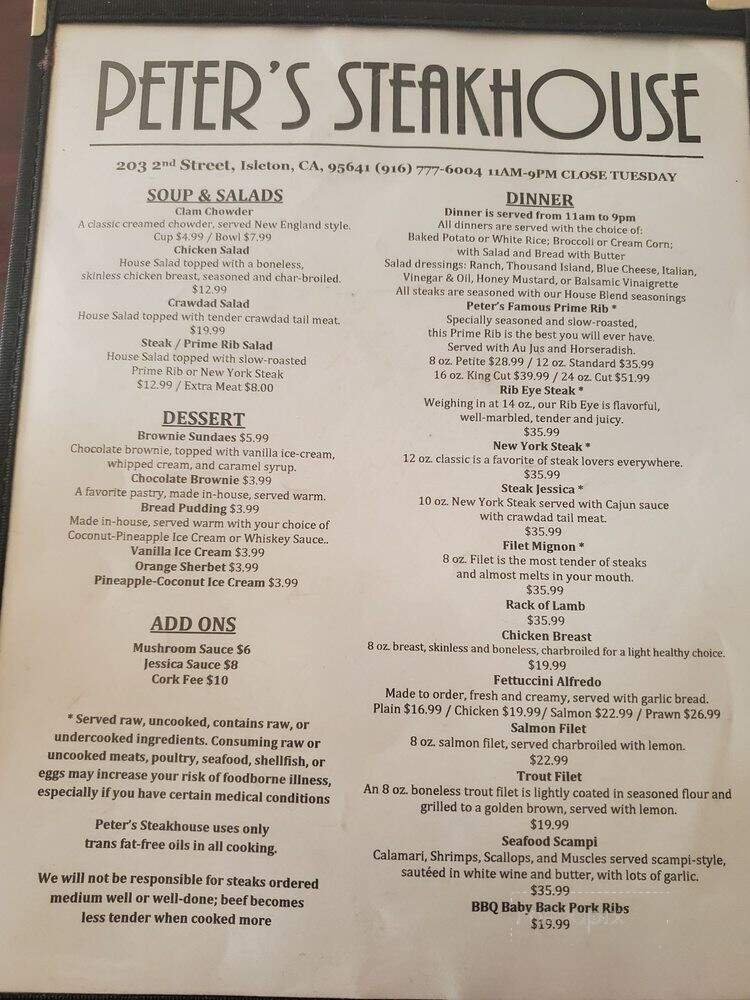 PETER'S STEAKHOUSE
203 2nd Street, Isleton, CA, 95641 (916) 777-6004 11AM-9PM CLOSE TUESDAY
SOUP & SALADS
Clam Chowder
A classic creamed chowder, served New England style.
Cup $4.99 / Bowl $7.99
Chicken Salad
House Salad topped with a boneless,
skinless chicken breast, seasoned and char-broiled.
$12.99
Crawdad Salad
House Salad topped with tender crawdad tail meat.
$19.99
Steak / Prime Rib Salad
House Salad topped with slow-roasted
Prime Rib or New York Steak
$12.99 / Extra Meat $8.00
DESSERT
Brownie Sundaes $5.99
Chocolate brownie, topped with vanilla ice-cream,
whipped cream, and caramel syrup.
Chocolate Brownie $3.99
A favorite pastry, made in-house, served warm.
Bread Pudding $3.99
Made in-house, served warm with your choice of
Coconut-Pineapple Ice Cream or Whiskey Sauce..
Vanilla Ice Cream $3.99
Orange Sherbet $3.99
Pineapple-Coconut Ice Cream $3.99
ADD ONS
Mushroom Sauce $6
Jessica Sauce $8
Cork Fee $10
* Served raw, uncooked, contains raw, or
undercooked ingredients. Consuming raw or
uncooked meats, poultry, seafood, shellfish, or
eggs may increase your risk of foodborne illness,
especially if you have certain medical conditions
Peter's Steakhouse uses only
trans fat-free oils in all cooking.
We will not be responsible for steaks ordered
medium well or well-done; beef becomes
less tender when cooked more
DINNER
Dinner is served from 11am to 9pm
All dinners are served with the choice of:
Baked Potato or White Rice; Broccoli or Cream Corn;
with Salad and Bread with Butter
Salad dressings: Ranch, Thousand Island, Blue Cheese, Italian,
Vinegar & Oil, Honey Mustard, or Balsamic Vinaigrette
All steaks are seasoned with our House Blend seasonings
Peter's Famous Prime Rib *
Specially seasoned and slow-roasted,
this Prime Rib is the best you will ever have.
Served with Au Jus and Horseradish.
8 oz. Petite $28.99 / 12 oz. Standard $35.99
16 oz. King Cut $39.99 / 24 oz. Cut $51.99
Rib Eye Steak *
Weighing in at 14 oz., our Rib Eye is flavorful,
well-marbled, tender and juicy.
$35.99
New York Steak *
12 oz. classic is a favorite of steak lovers everywhere.
$35.99
Steak Jessica *
10 oz. New York Steak served with Cajun sauce
with crawdad tail meat.
$35.99
Filet Mignon *
8 oz. Filet is the most tender of steaks
and almost melts in your mouth.
$35.99
Rack of Lamb
$35.99
Chicken Breast
8 oz. breast, skinless and boneless, charbroiled for a light healthy choice.
$19.99
Fettuccini Alfredo
Made to order, fresh and creamy, served with garlic bread.
Plain $16.99 / Chicken $19.99/ Salmon $22.99 / Prawn $26.99
Salmon Filet
8 oz. salmon filet, served charbroiled with lemon.
$22.99
Trout Filet
An 8 oz. boneless trout filet is lightly coated in seasoned flour and
grilled to a golden brown, served with lemon.
$19.99
Seafood Scampi
Calamari, Shrimps, Scallops, and Muscles served scampi-style,
sautéed in white wine and butter, with lots of garlic.
$35.99
BBQ Baby Back Pork Ribs
$19.99